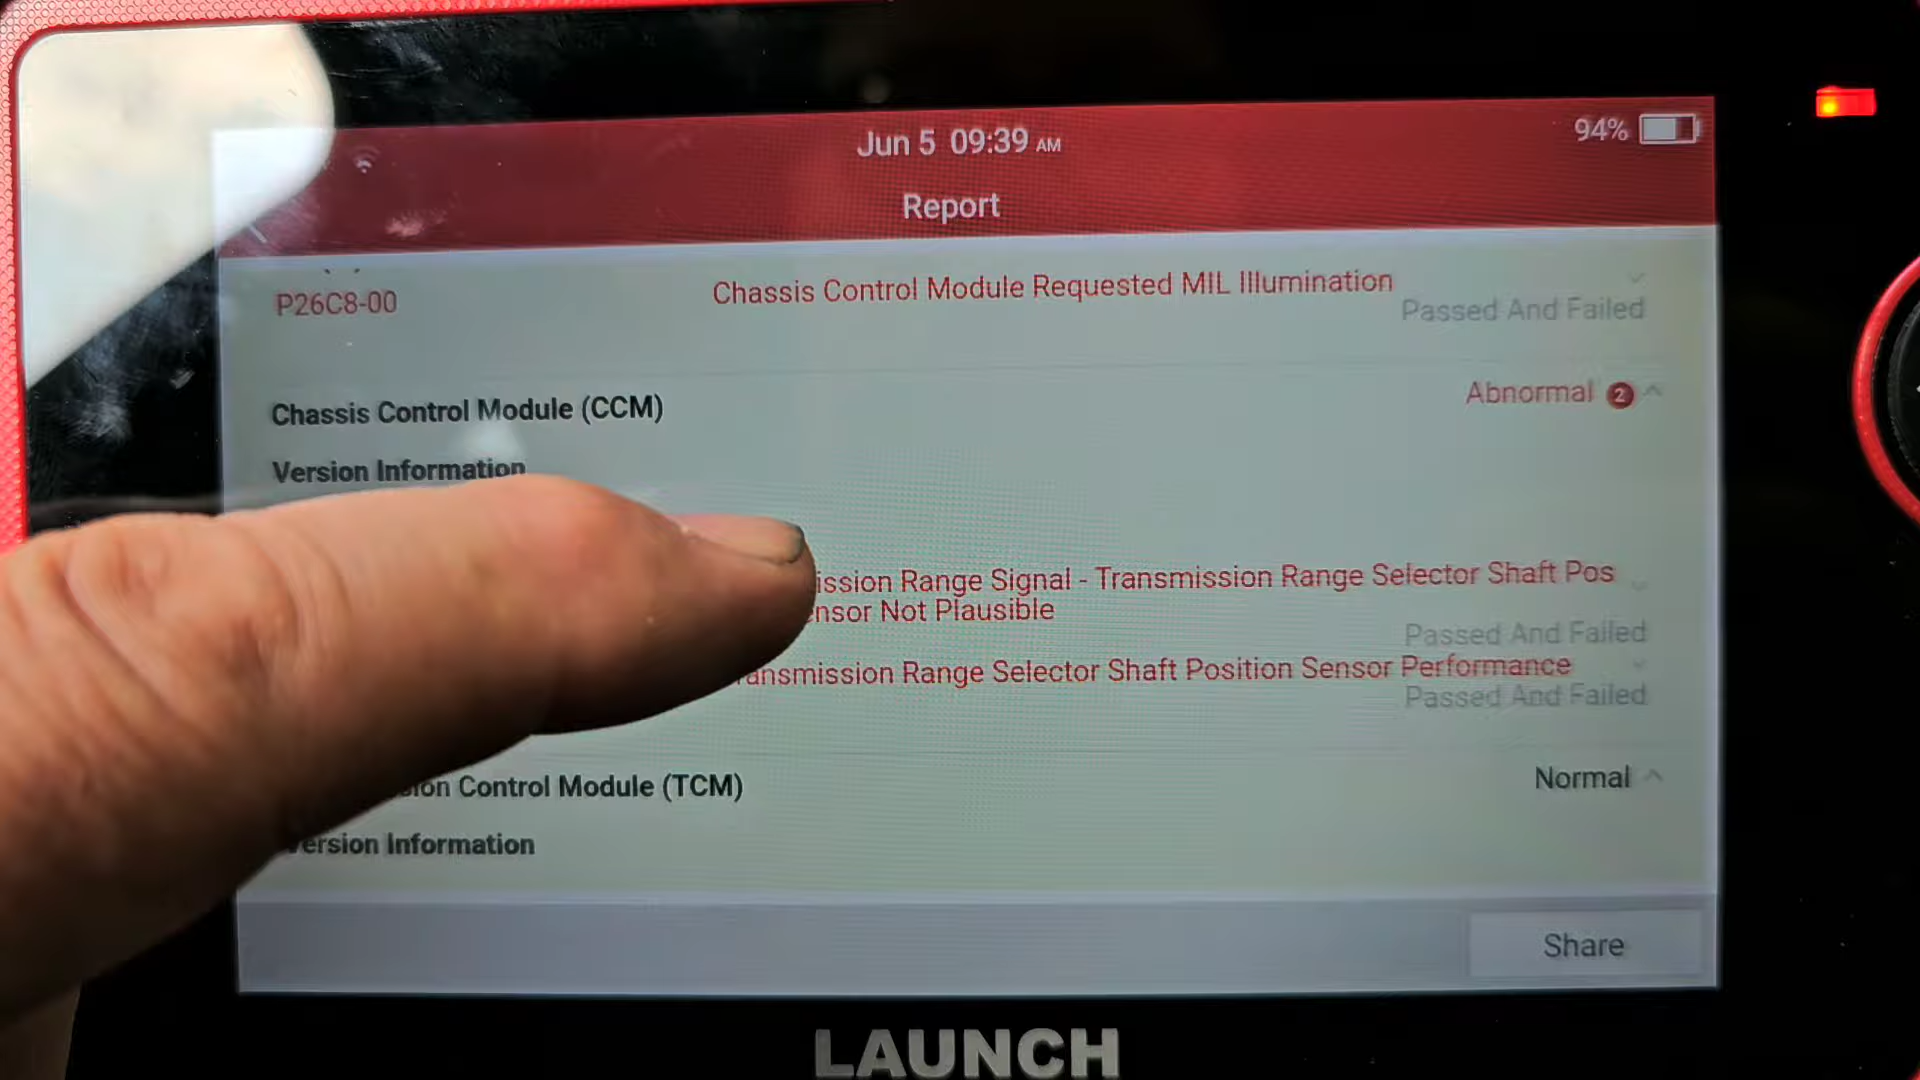 Jun 5 09:39 AM
94%
Report
P26C8-00
Chassis Control Module Requested MIL Illumination
Passed And Failed
Chassis Control Module (CCM)
Abnormal 2
Version Information
ission Range Signal - Transmission Range Selector Shaft Pos
ensor Not Plausible
Passed And Failed
ansmission Range Selector Shaft Position Sensor Performance
Passed And Failed
ion Control Module (TCM)
Normal
Version Information
Share
LAUNCH